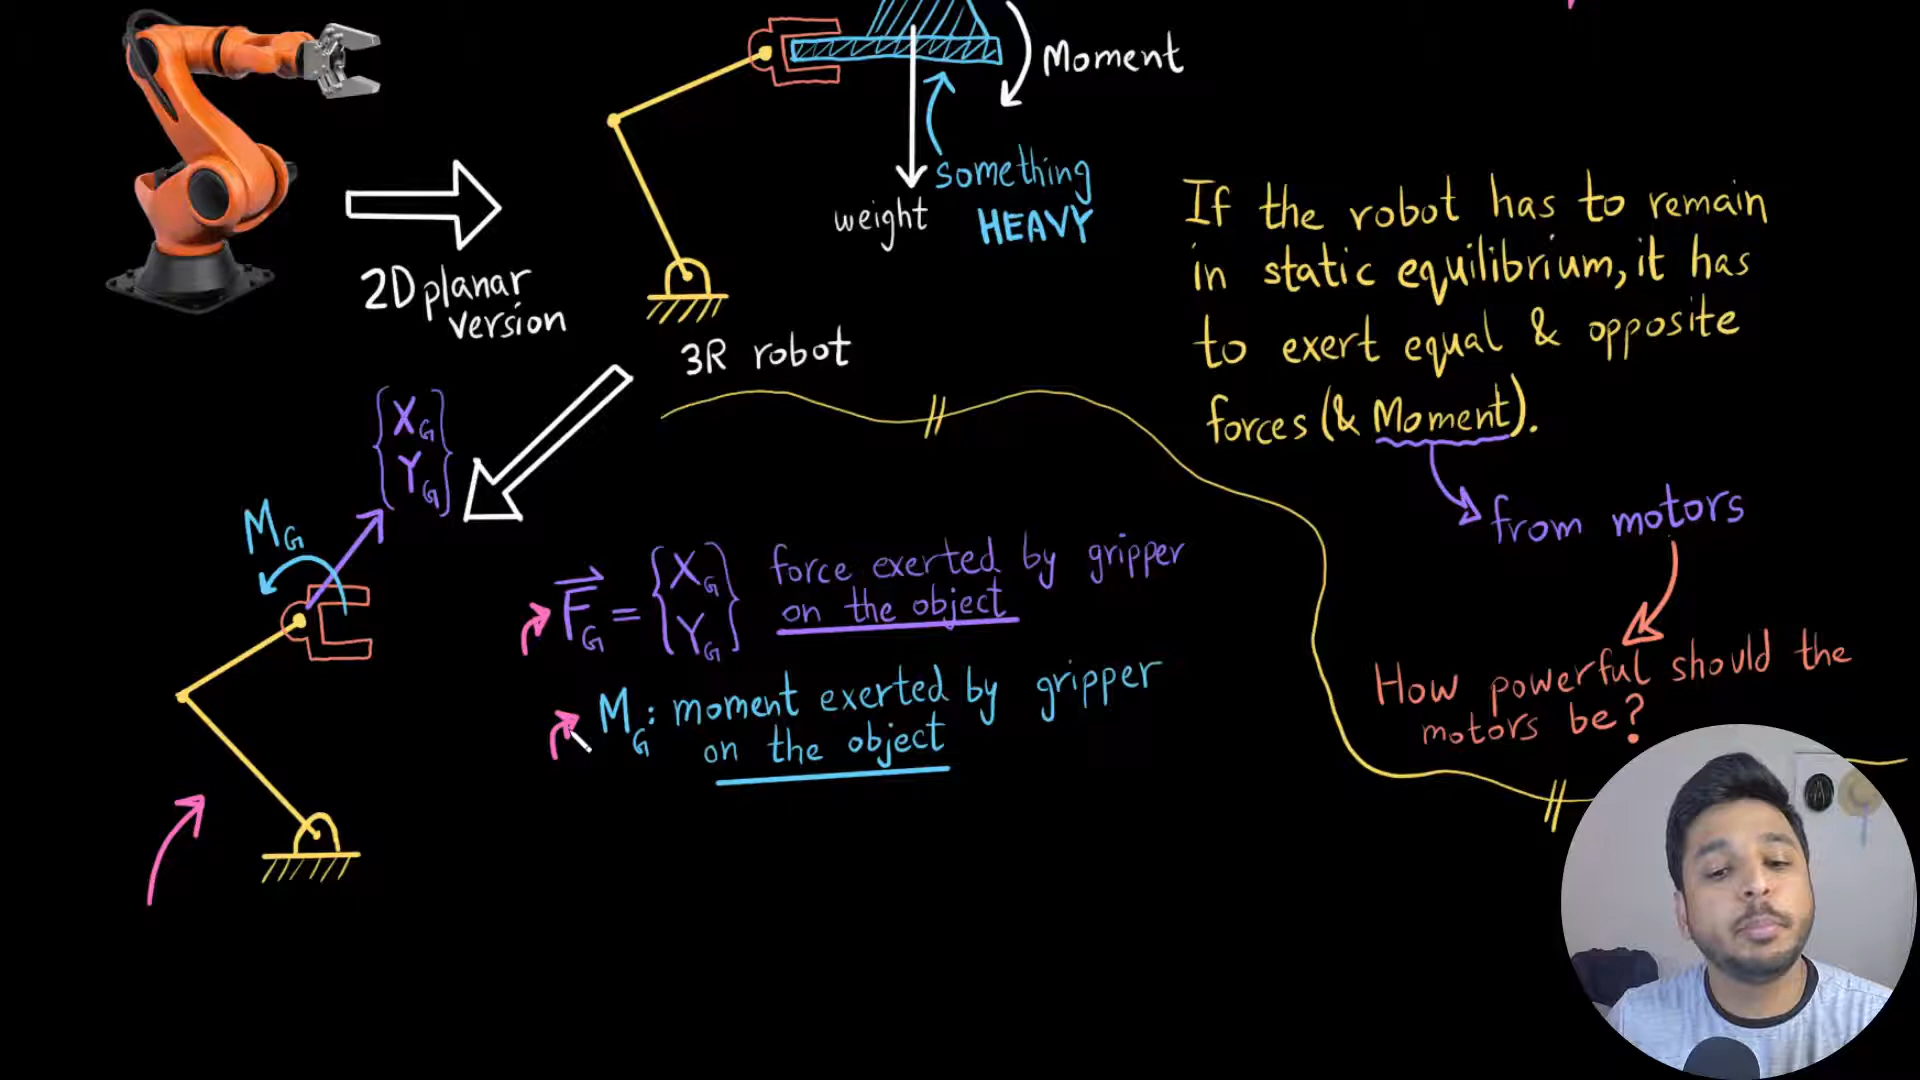 Moment
something
HEAVY
weight
2D planar
version
3R robot
If the robot has to remain
in static equilibrium, it has
to exert equal & opposite
forces (& Moment).
from motors
How powerful should the
motors be?
X_G
Y_G
M_G
F_G = { X_G Y_G } force exerted by gripper
on the object
M_G : moment exerted by gripper
on the object